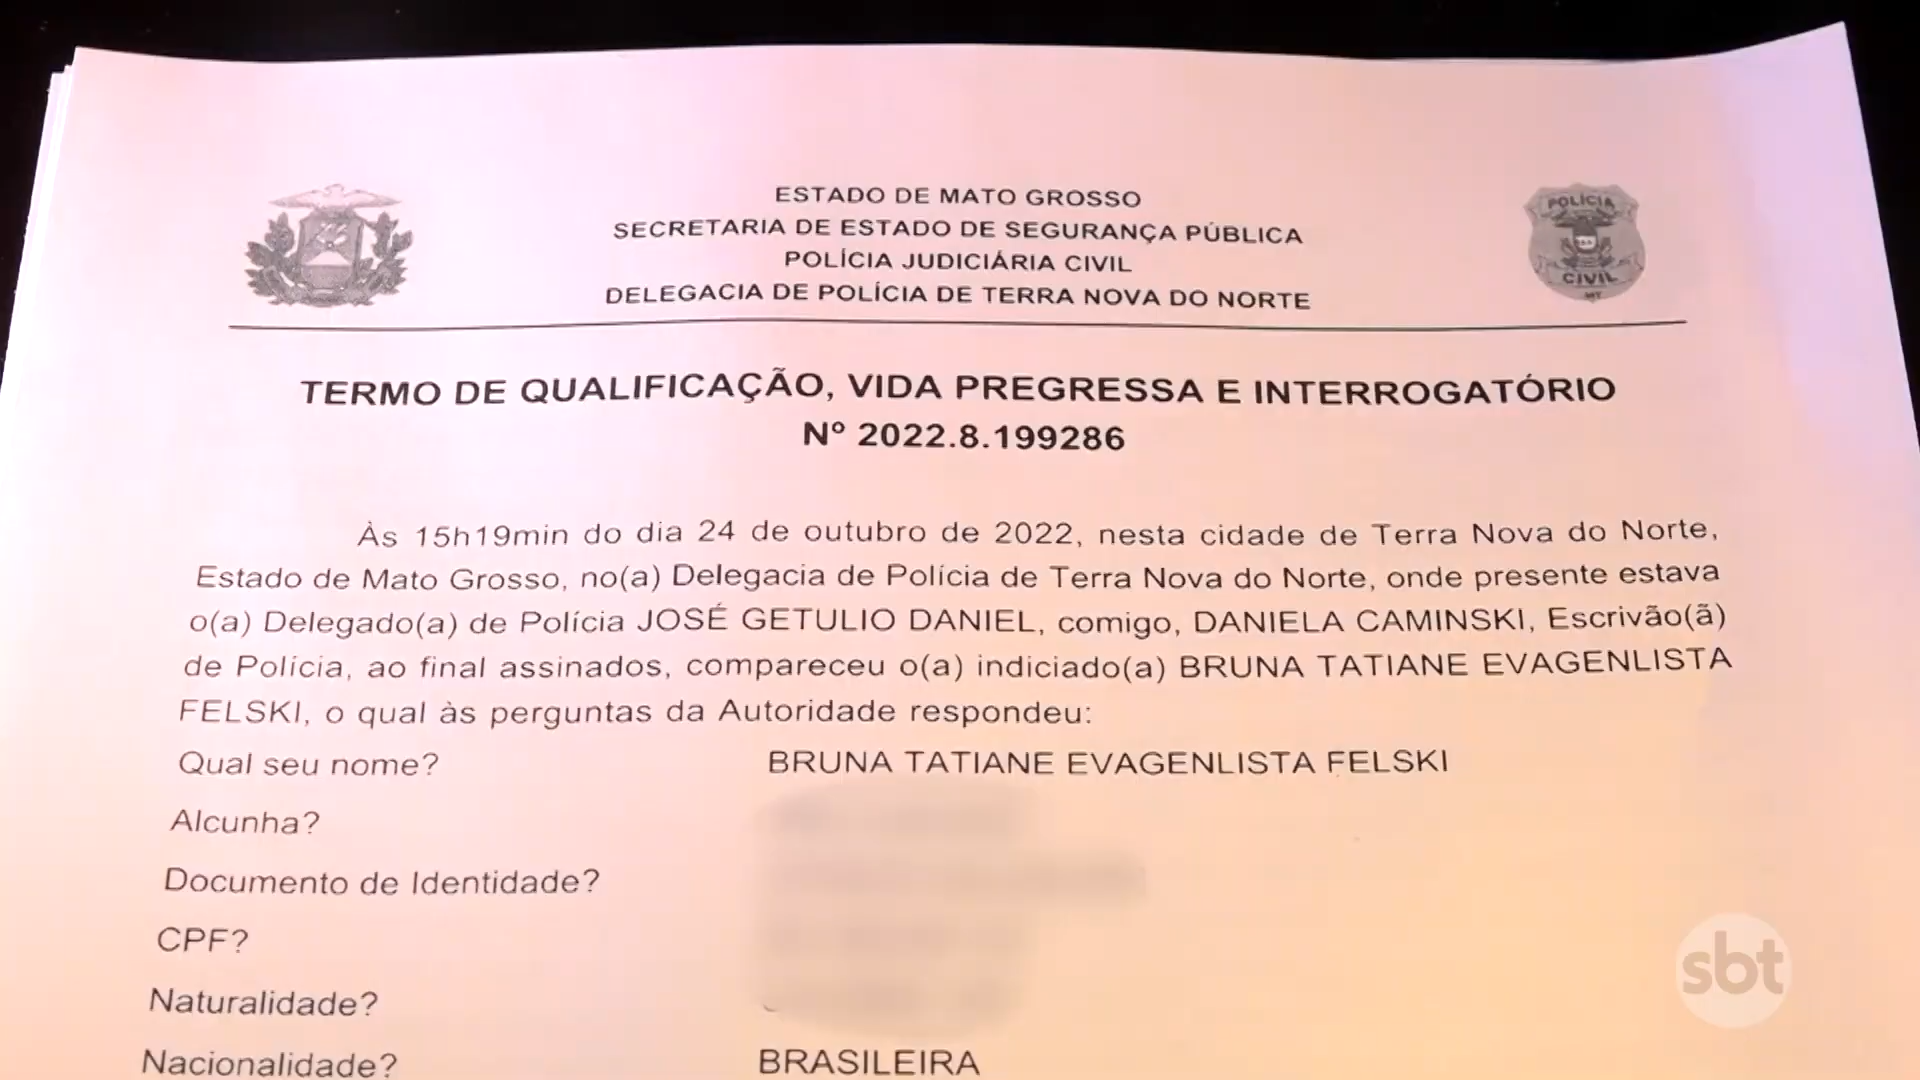 ESTADO DE MATO GROSSO
SECRETARIA DE ESTADO DE SEGURANÇA PÚBLICA
POLÍCIA JUDICIÁRIA CIVIL
DELEGACIA DE POLÍCIA DE TERRA NOVA DO NORTE
POLÍCIA
CIVIL
MT
TERMO DE QUALIFICAÇÃO, VIDA PREGRESSA E INTERROGATÓRIO
Nº 2022.8.199286
Às 15h19min do dia 24 de outubro de 2022, nesta cidade de Terra Nova do Norte,
Estado de Mato Grosso, no(a) Delegacia de Polícia de Terra Nova do Norte, onde presente estava
o(a) Delegado(a) de Polícia JOSÉ GETULIO DANIEL, comigo, DANIELA CAMINSKI, Escrivão(ã)
de Polícia, ao final assinados, compareceu o(a) indiciado(a) BRUNA TATIANE EVAGENLISTA
FELSKI, o qual às perguntas da Autoridade respondeu:
Qual seu nome? BRUNA TATIANE EVAGENLISTA FELSKI
Alcunha?
Documento de Identidade?
CPF?
Naturalidade?
Nacionalidade? BRASILEIRA
sbt